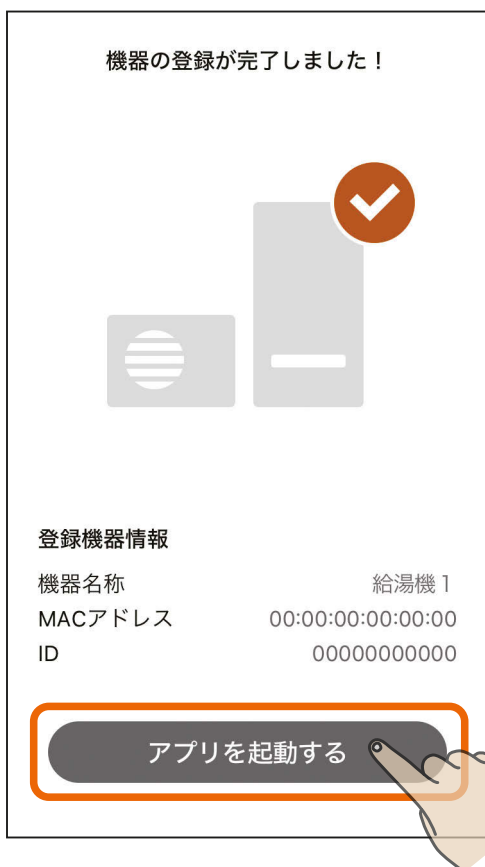 機器の登録が完了しました！
登録機器情報
機器名称 給湯機1
MACアドレス 00:00:00:00:00:00
ID 00000000000
アプリを起動する